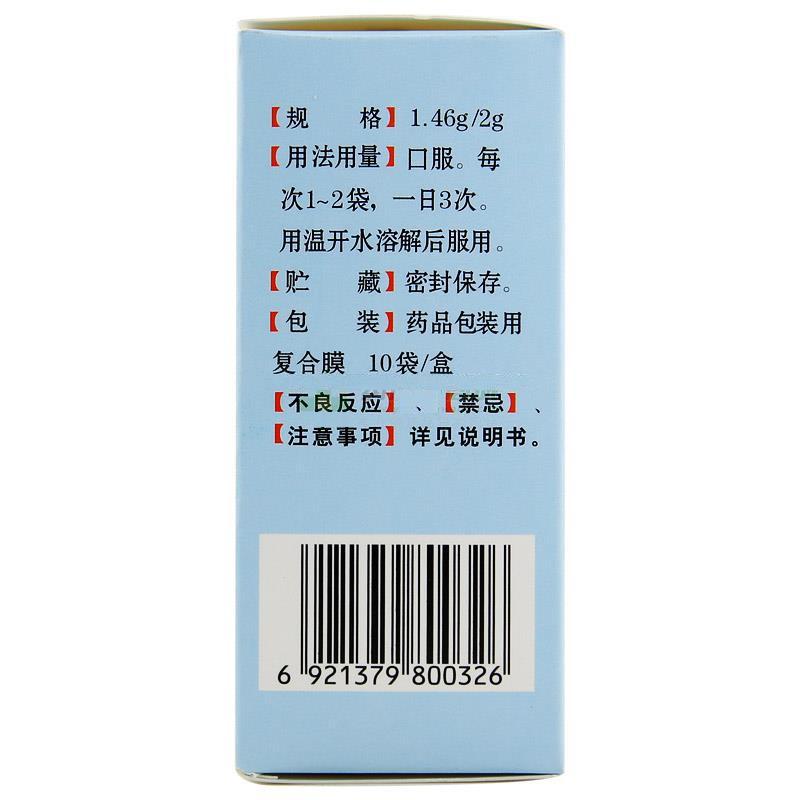 【规　格】1.46g/2g
【用法用量】口服。每
次1~2袋，一日3次。
用温开水溶解后服用。
【贮　藏】密封保存。
【包　装】药品包装用
复合膜 10袋/盒
【不良反应】、【禁忌】、
【注意事项】详见说明书。
6 921379 800326